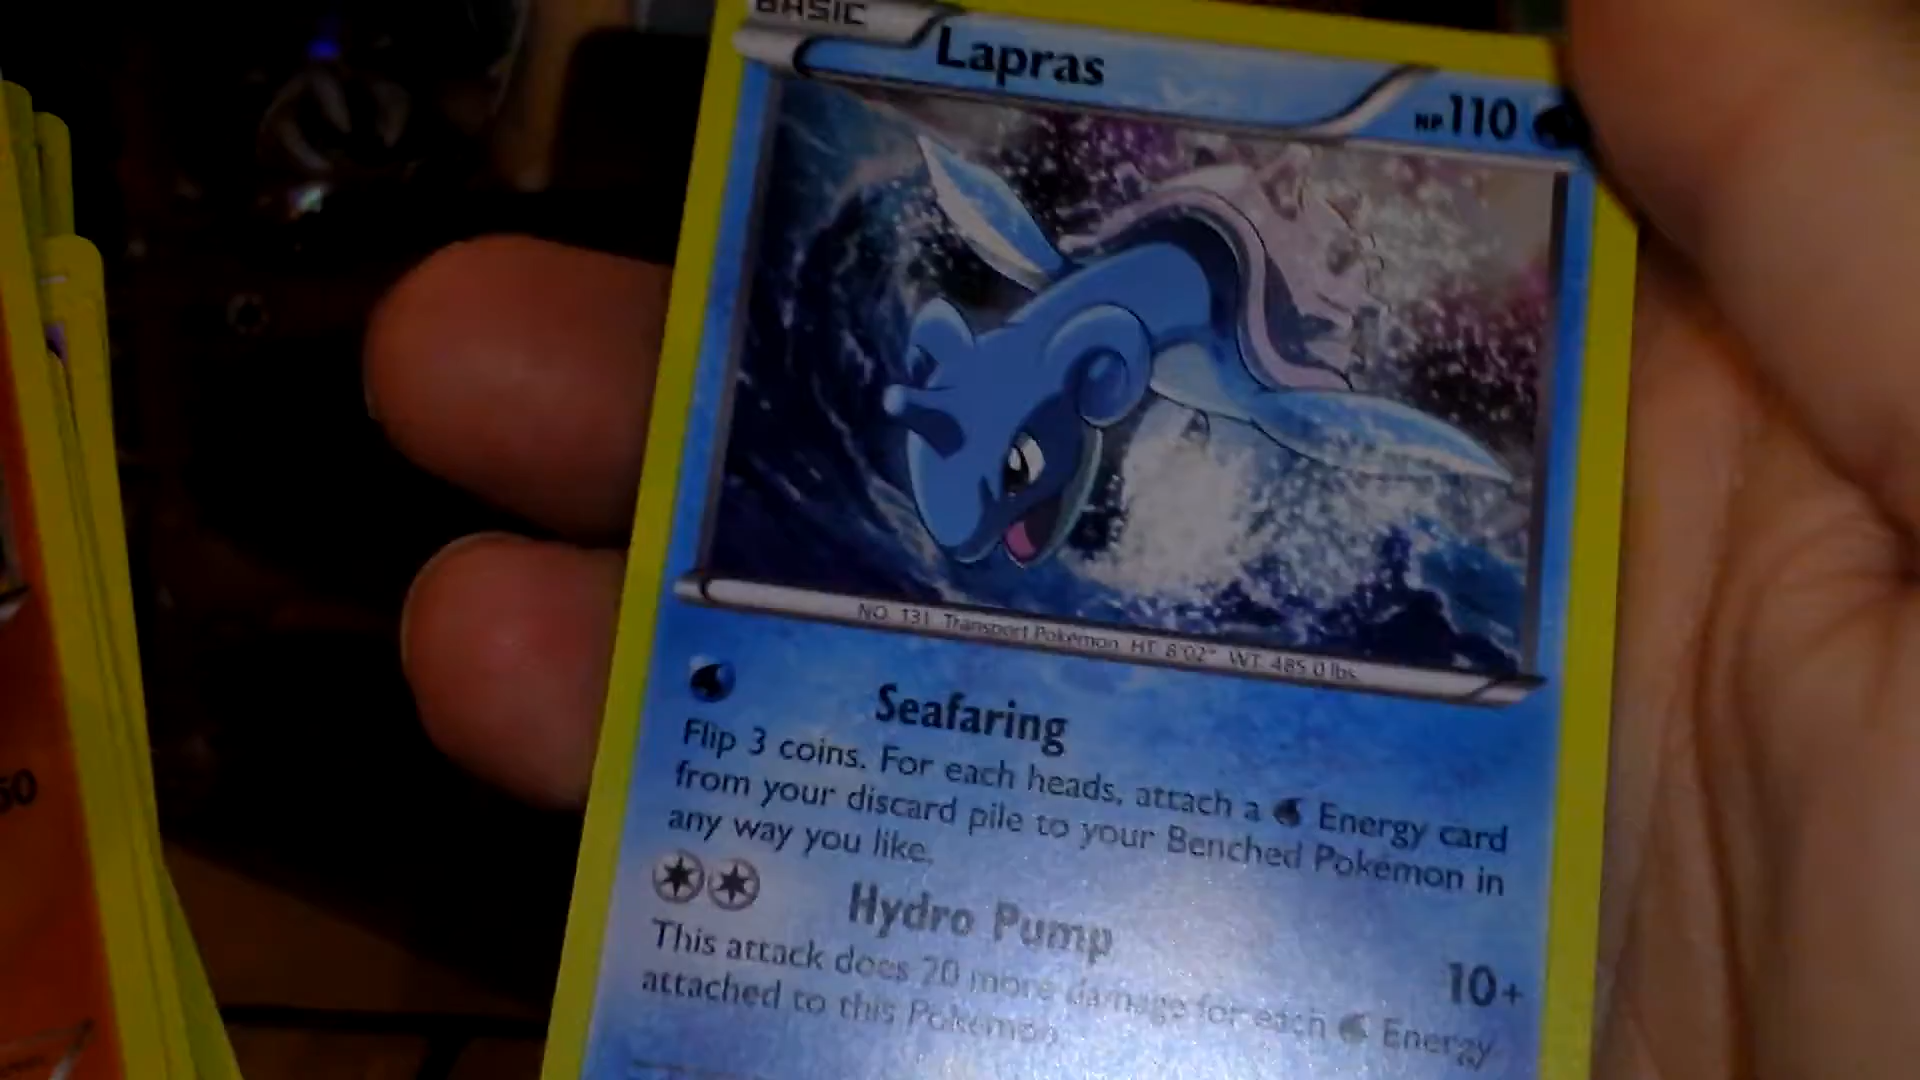 BASIC
Lapras
HP 110
NO. 131 Transport Pokémon HT. 8'02" WT. 485.0 lbs.
Seafaring
Flip 3 coins. For each heads, attach a Energy card
from your discard pile to your Benched Pokémon in
any way you like.
Hydro Pump
10+
This attack does 20 more damage for each Energy
attached to this Pokémon.